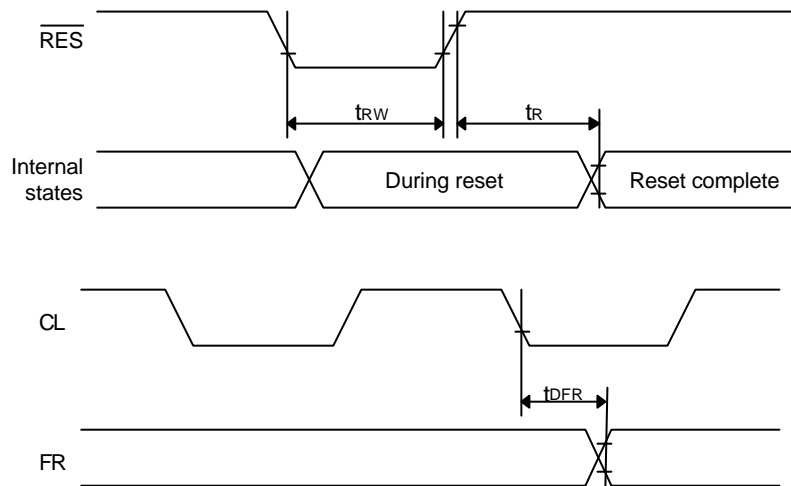 RES
tRW
tR
Internal
states
During reset
Reset complete
CL
tDFR
FR